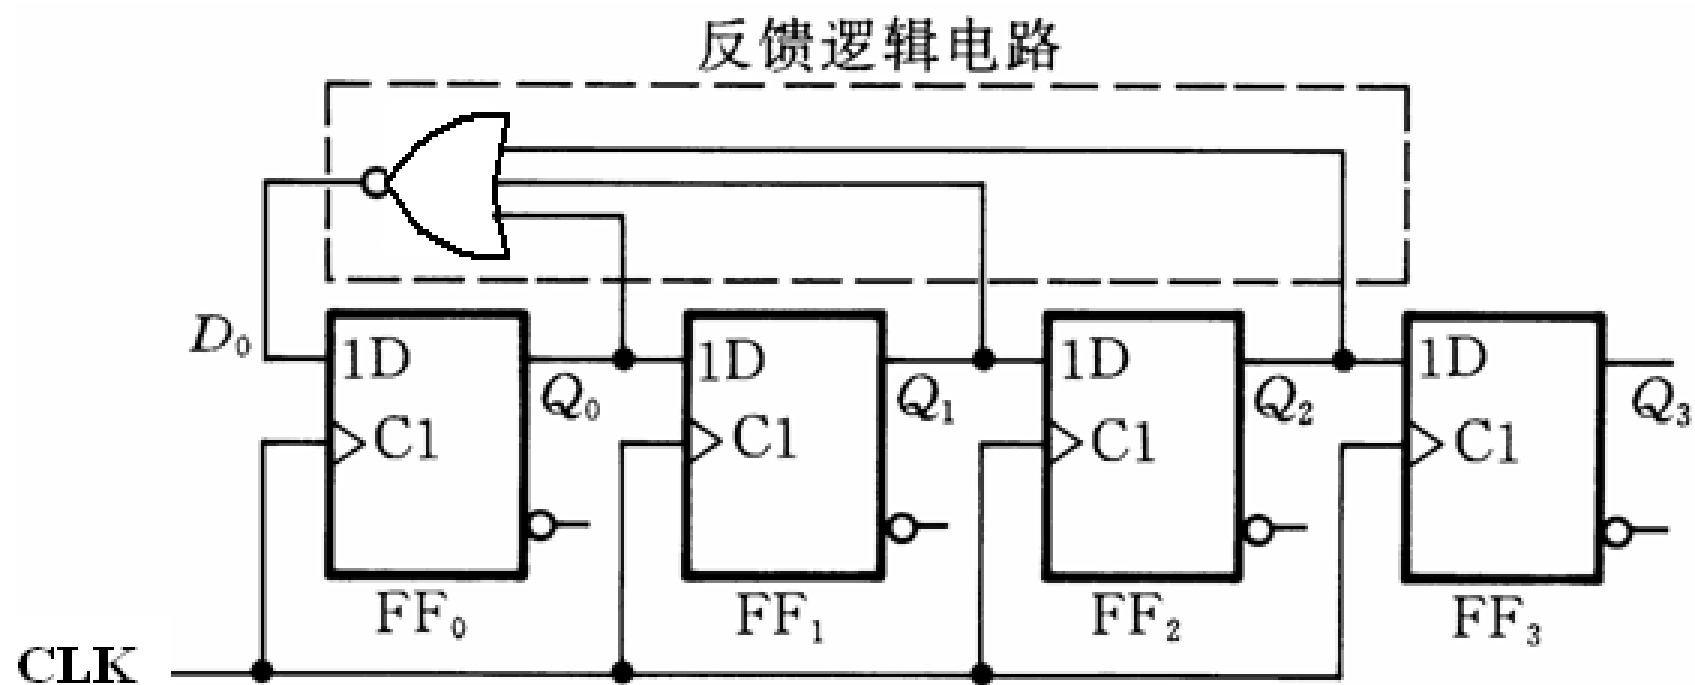 反馈逻辑电路
D₀
1D 1D 1D 1D
Q₀ Q₁ Q₂ Q₃
C1 C1 C1 C1
FF₀ FF₁ FF₂ FF₃
CLK